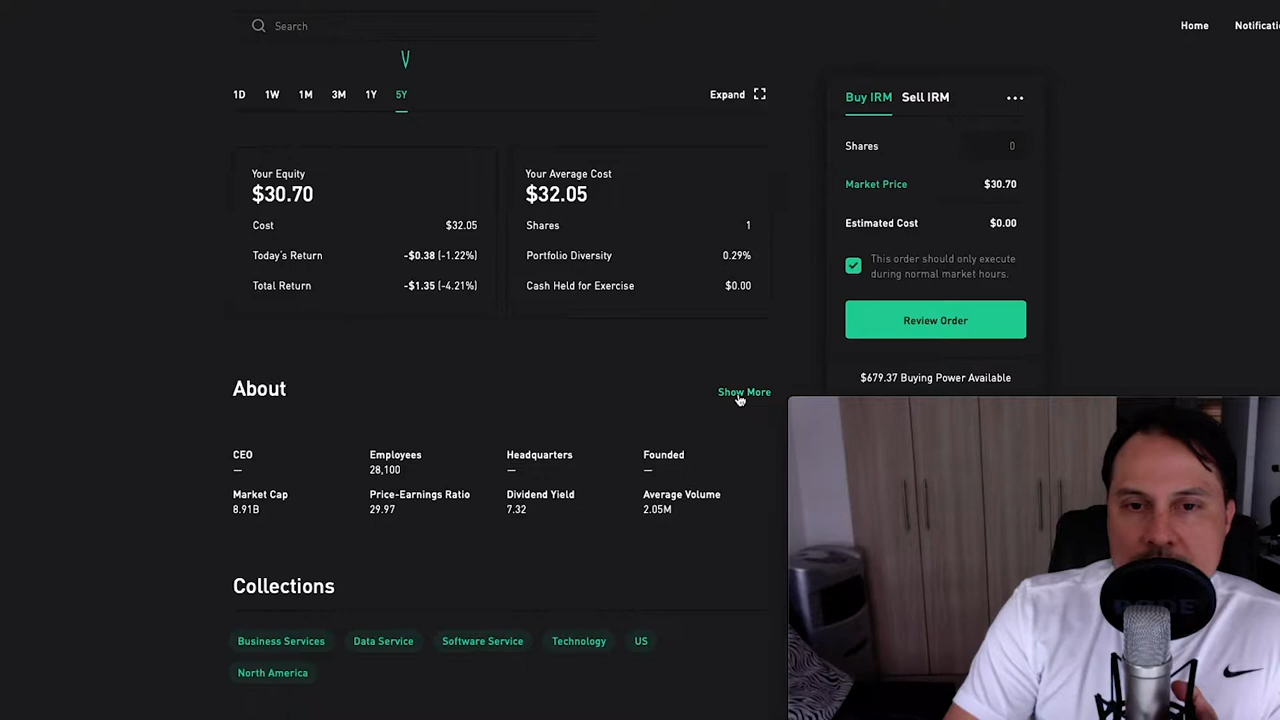 Search
Home
Notificati
1D 1W 1M 3M 1Y 5Y
Expand
Your Equity
$30.70
Cost $32.05
Today's Return -$0.38 (-1.22%)
Total Return -$1.35 (-4.21%)
Your Average Cost
$32.05
Shares 1
Portfolio Diversity 0.29%
Cash Held for Exercise $0.00
Buy IRM Sell IRM
Shares 0
Market Price $30.70
Estimated Cost $0.00
This order should only execute
during normal market hours.
Review Order
$679.37 Buying Power Available
About
Show More
CEO Employees Headquarters Founded
— 28,100 — —
Market Cap Price-Earnings Ratio Dividend Yield Average Volume
8.91B 29.97 7.32 2.05M
Collections
Business Services Data Service Software Service Technology US
North America
RODE